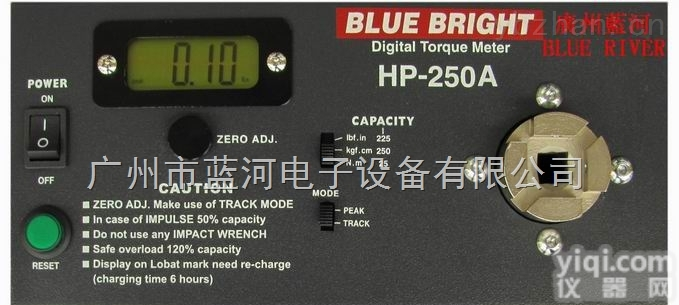 BLUE BRIGHT
Digital Torque Meter
HP-250A
泉州蓝河
BLUE RIVER
0.10
POWER
ON
OFF
RESET
ZERO ADJ.
CAPACITY
lbf.in 225
kgf.cm 250
N.m 25
MODE
PEAK
TRACK
广州市蓝河电子设备有限公司
CAUTION
■ ZERO ADJ. Make use of TRACK MODE
■ In case of IMPULSE 50% capacity
■ Do not use any IMPACT WRENCH
■ Safe overload 120% capacity
■ Display on Lobat mark need re-charge
(charging time 6 hours)
yiqi.com
仪器网